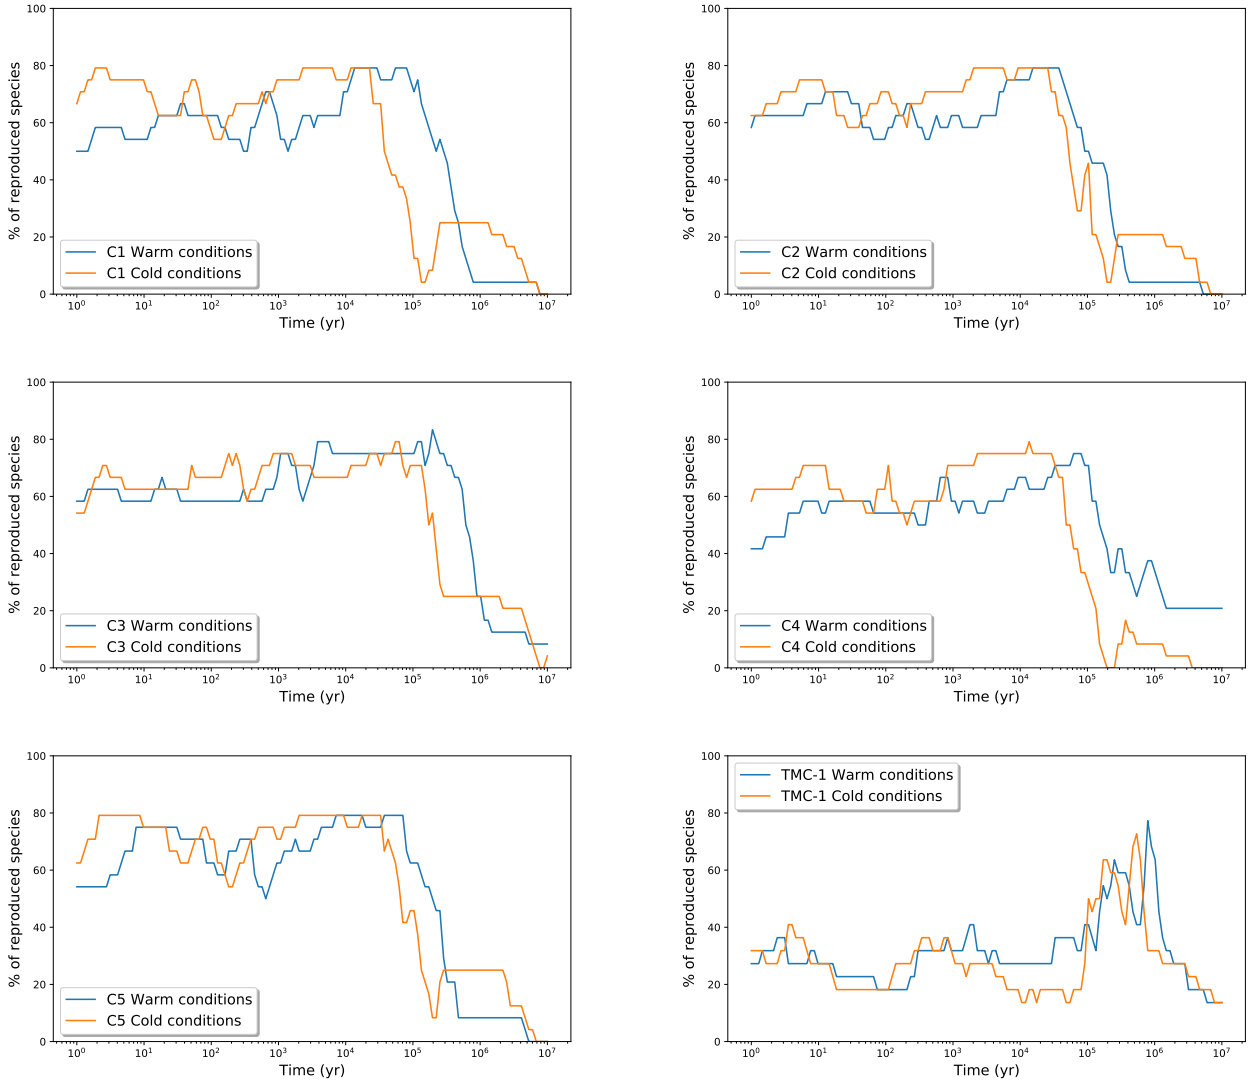 100
80
60
40
20
0
% of reproduced species
C1 Warm conditions
C1 Cold conditions
10⁰ 10¹ 10² 10³ 10⁴ 10⁵ 10⁶ 10⁷
Time (yr)
100
80
60
40
20
0
% of reproduced species
C2 Warm conditions
C2 Cold conditions
10⁰ 10¹ 10² 10³ 10⁴ 10⁵ 10⁶ 10⁷
Time (yr)
100
80
60
40
20
0
% of reproduced species
C3 Warm conditions
C3 Cold conditions
10⁰ 10¹ 10² 10³ 10⁴ 10⁵ 10⁶ 10⁷
Time (yr)
100
80
60
40
20
0
% of reproduced species
C4 Warm conditions
C4 Cold conditions
10⁰ 10¹ 10² 10³ 10⁴ 10⁵ 10⁶ 10⁷
Time (yr)
100
80
60
40
20
0
% of reproduced species
C5 Warm conditions
C5 Cold conditions
10⁰ 10¹ 10² 10³ 10⁴ 10⁵ 10⁶ 10⁷
Time (yr)
100
80
60
40
20
0
% of reproduced species
TMC-1 Warm conditions
TMC-1 Cold conditions
10⁰ 10¹ 10² 10³ 10⁴ 10⁵ 10⁶ 10⁷
Time (yr)